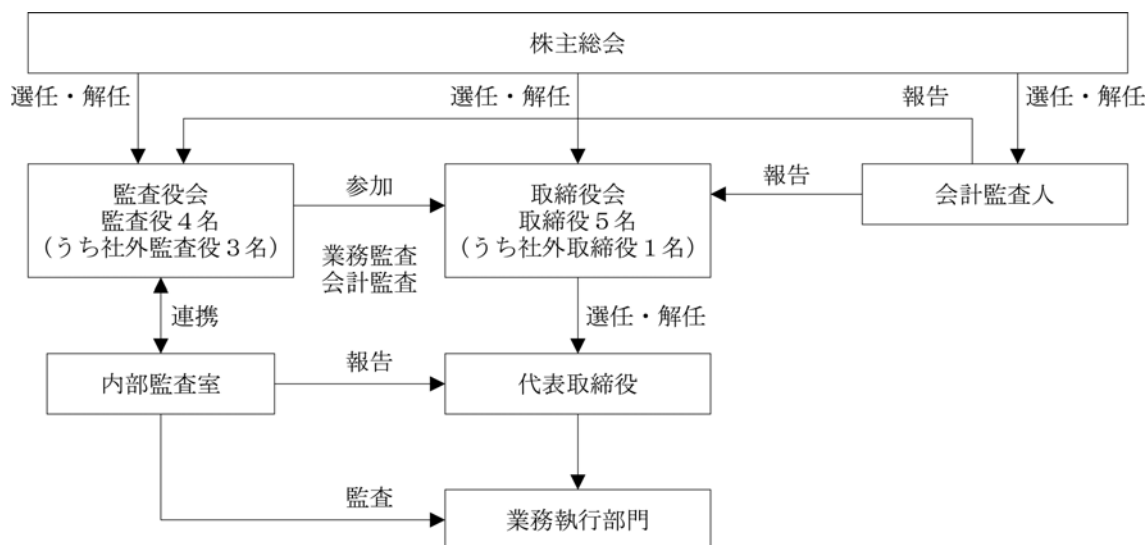 株主総会
選任・解任
選任・解任
報告
選任・解任
監査役会
監査役４名
（うち社外監査役３名）
参加
業務監査
会計監査
取締役会
取締役５名
（うち社外取締役１名）
報告
会計監査人
連携
選任・解任
内部監査室
報告
代表取締役
監査
業務執行部門